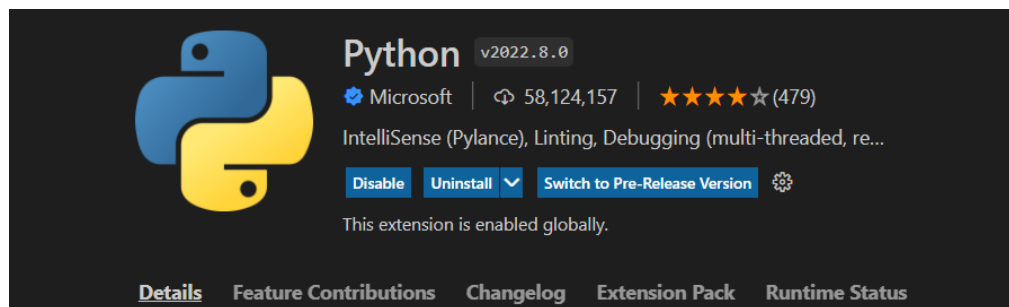 Python v2022.8.0
Microsoft 58,124,157 (479)
IntelliSense (Pylance), Linting, Debugging (multi-threaded, re...
Disable Uninstall Switch to Pre-Release Version
This extension is enabled globally.
Details Feature Contributions Changelog Extension Pack Runtime Status